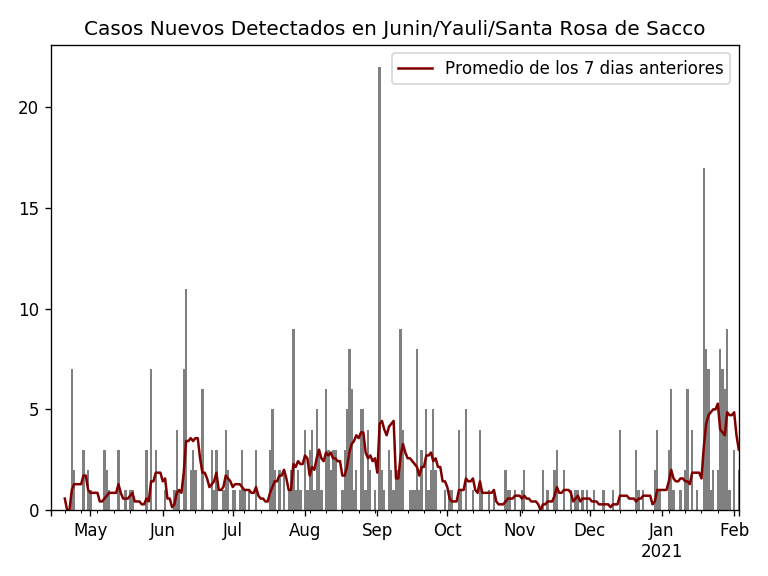 Casos Nuevos Detectados en Junin/Yauli/Santa Rosa de Sacco
Promedio de los 7 dias anteriores
20
15
10
5
0
May Jun Jul Aug Sep Oct Nov Dec Jan Feb
2021